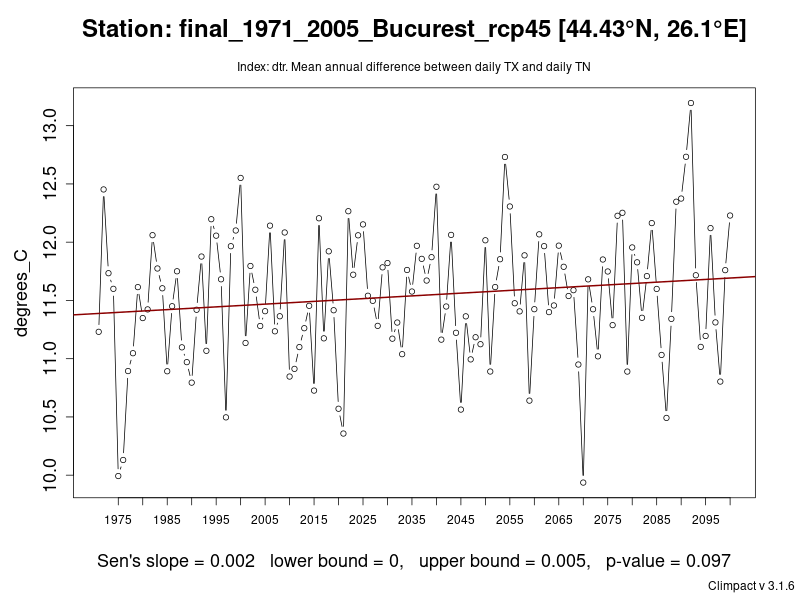 Station: final_1971_2005_Bucurest_rcp45 [44.43°N, 26.1°E]
Index: dtr. Mean annual difference between daily TX and daily TN
degrees_C
13.0
12.5
12.0
11.5
11.0
10.5
10.0
1975 1985 1995 2005 2015 2025 2035 2045 2055 2065 2075 2085 2095
Sen's slope = 0.002 lower bound = 0, upper bound = 0.005, p-value = 0.097
Climpact v 3.1.6